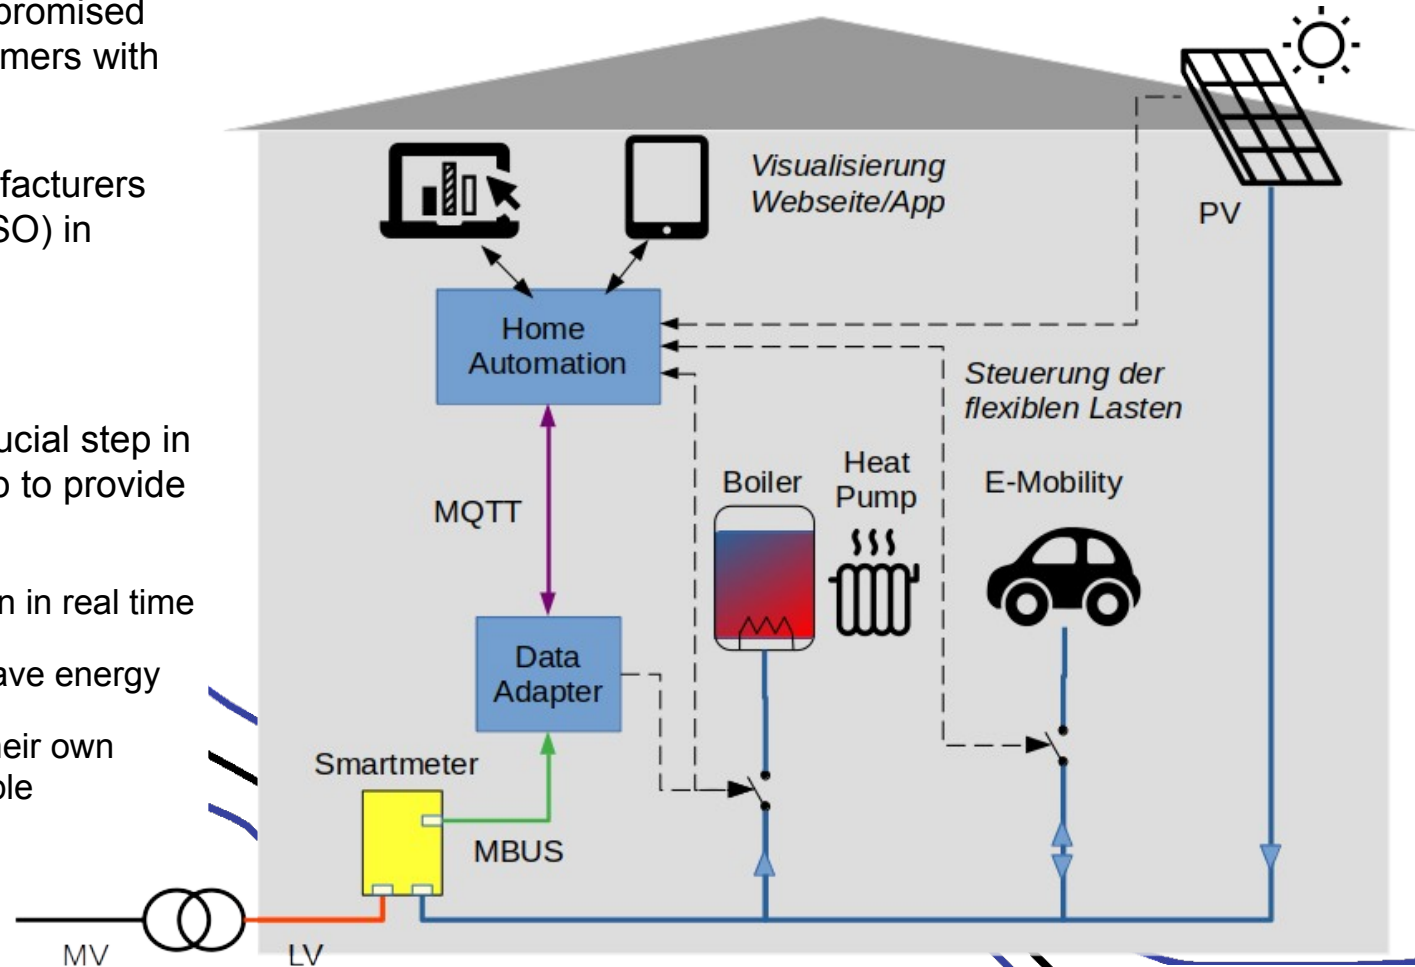 promised
mers with
facturers
SO) in
ucial step in
to provide
n in real time
ave energy
heir own
Visualisierung
Webseite/App
PV
Home
Automation
Steuerung der
flexiblen Lasten
MQTT
Boiler
Heat
Pump
E-Mobility
Data
Adapter
Smartmeter
MBUS
MV
LV